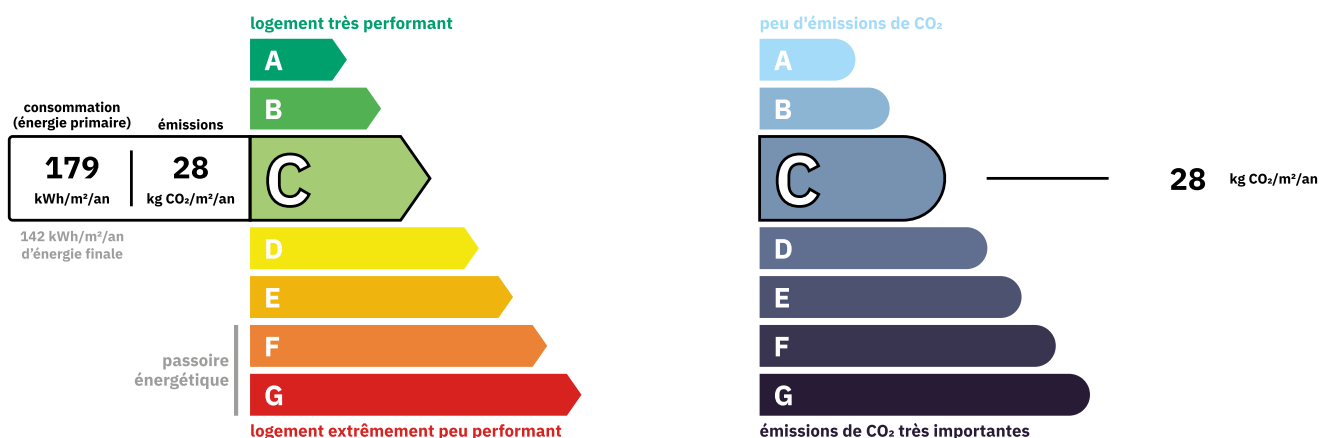 logement très performant
A
B
consommation
(énergie primaire)
émissions
179
kWh/m²/an
28
kg CO₂/m²/an
C
142 kWh/m²/an
d'énergie finale
D
E
F
G
passoire
énergétique
logement extrêmement peu performant
peu d'émissions de CO₂
A
B
C
28 kg CO₂/m²/an
D
E
F
G
émissions de CO₂ très importantes